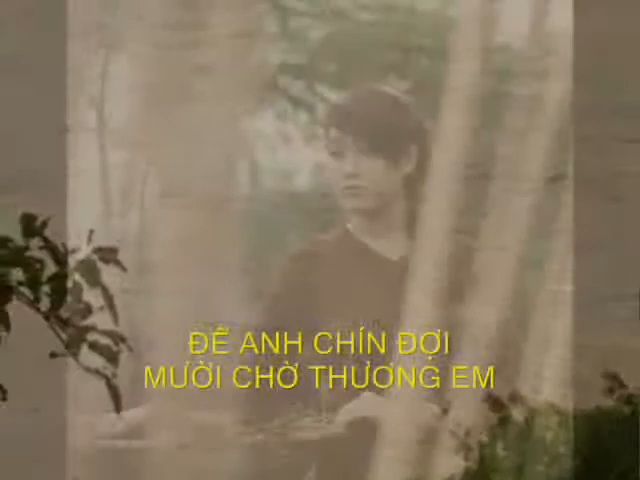 ĐỂ ANH CHÍN ĐỢI
MƯỜI CHỜ THƯƠNG EM